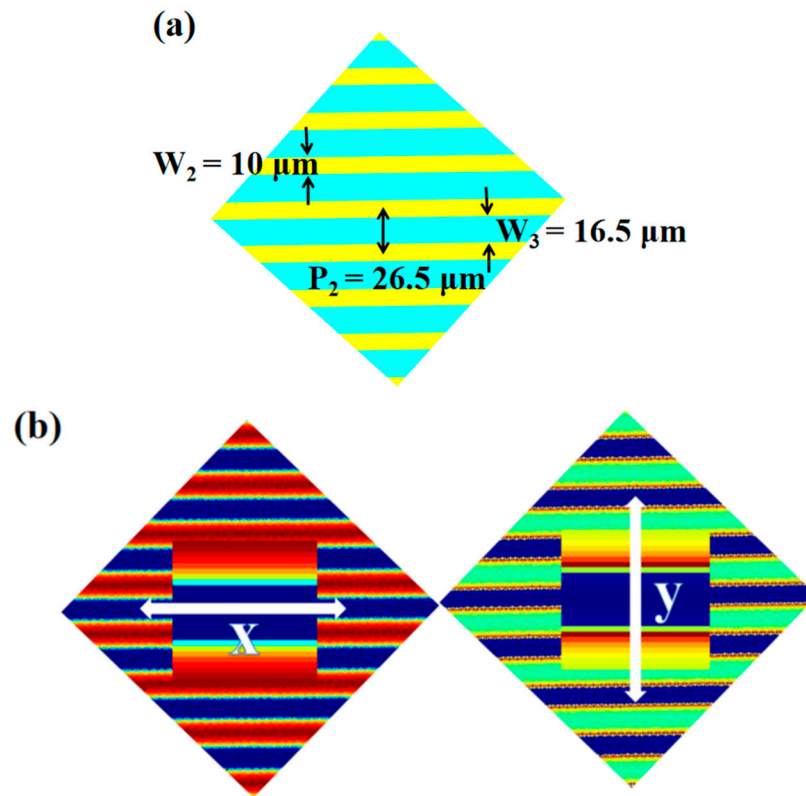 (a)
W₂ = 10 μm
W₃ = 16.5 μm
P₂ = 26.5 μm
(b)
x
y